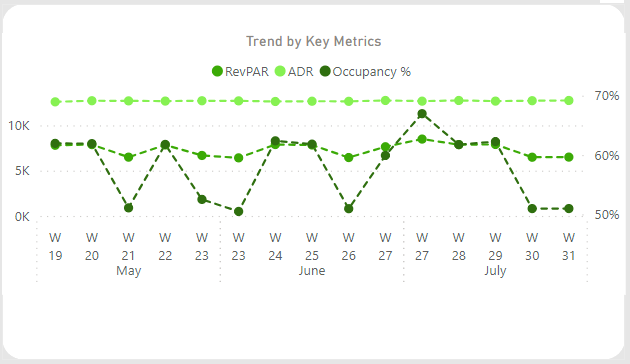 Trend by Key Metrics
RevPAR ADR Occupancy %
70%
10K
60%
5K
50%
0K
W W W W W W W W W W W W W W W
19 20 21 22 23 23 24 25 26 27 27 28 29 30 31
May June July